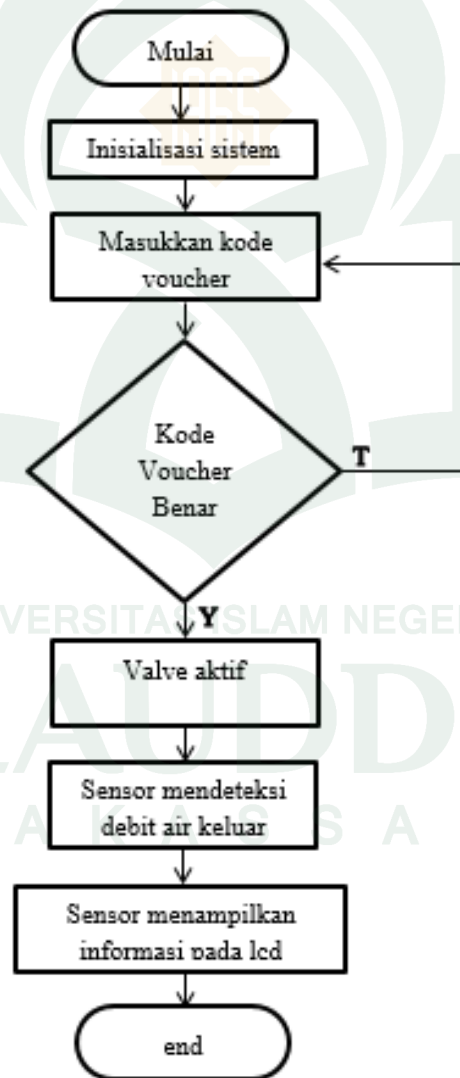 Mulai
Inisialisasi sistem
Masukkan kode
voucher
Kode
Voucher
Benar
T
Y
VERSITAS ISLAM NEGE
LAUDD
A K A S S A
Valve aktif
Sensor mendeteksi
debit air keluar
Sensor menampilkan
informasi pada lcd
end